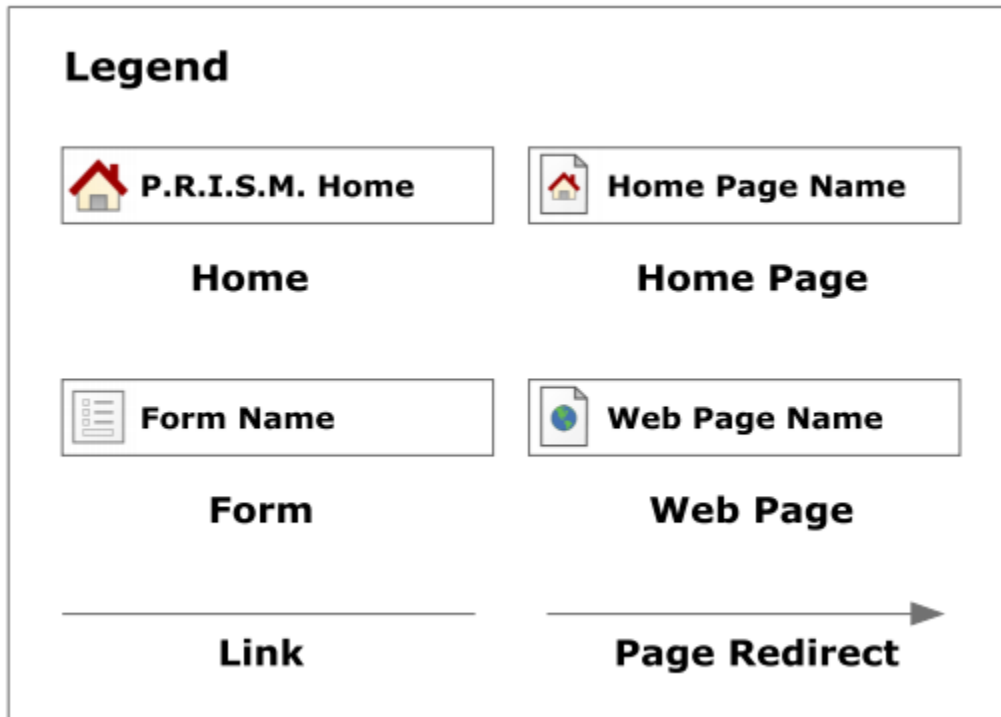 Legend
P.R.I.S.M. Home
Home Page Name
Home
Home Page
Form Name
Web Page Name
Form
Web Page
Link
Page Redirect